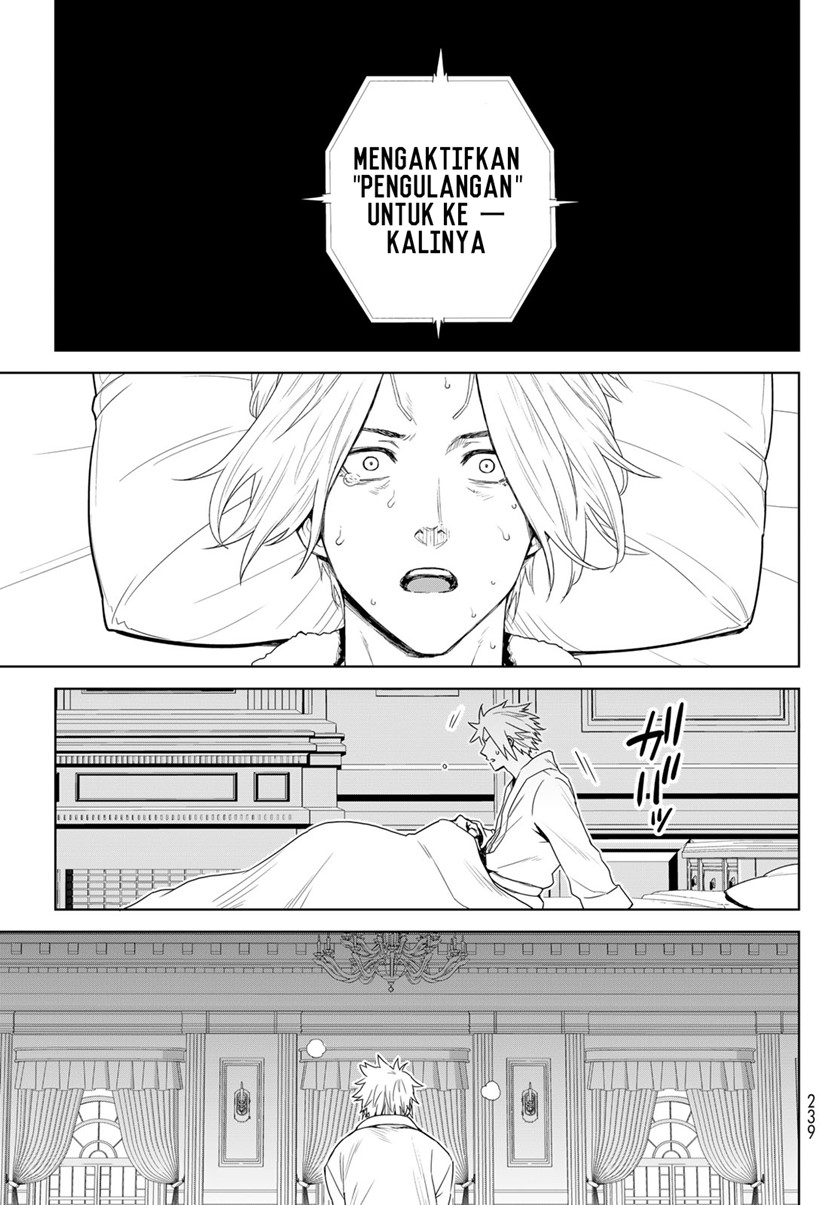 MENGAKTIFKAN
"PENGULANGAN"
UNTUK KE —
KALINYA
ガバッ
239